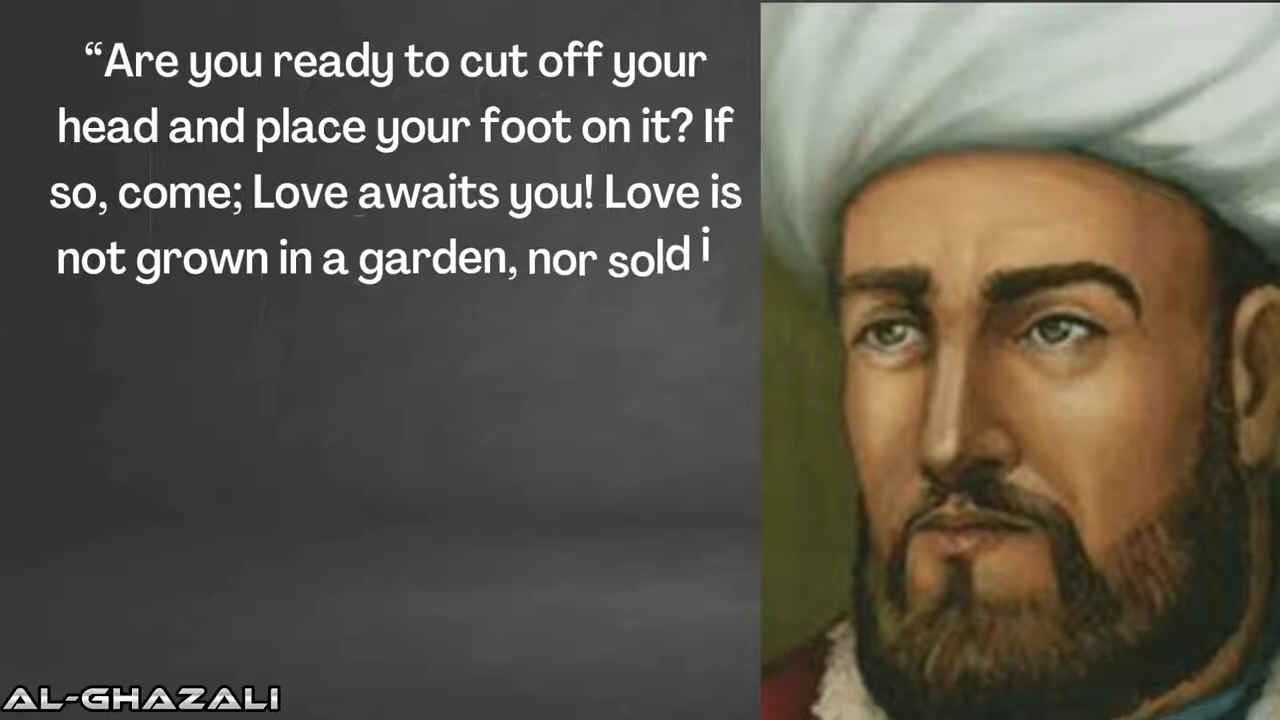 “Are you ready to cut off your
head and place your foot on it? If
so, come; Love awaits you! Love is
not grown in a garden, nor sold i
AL-GHAZALI